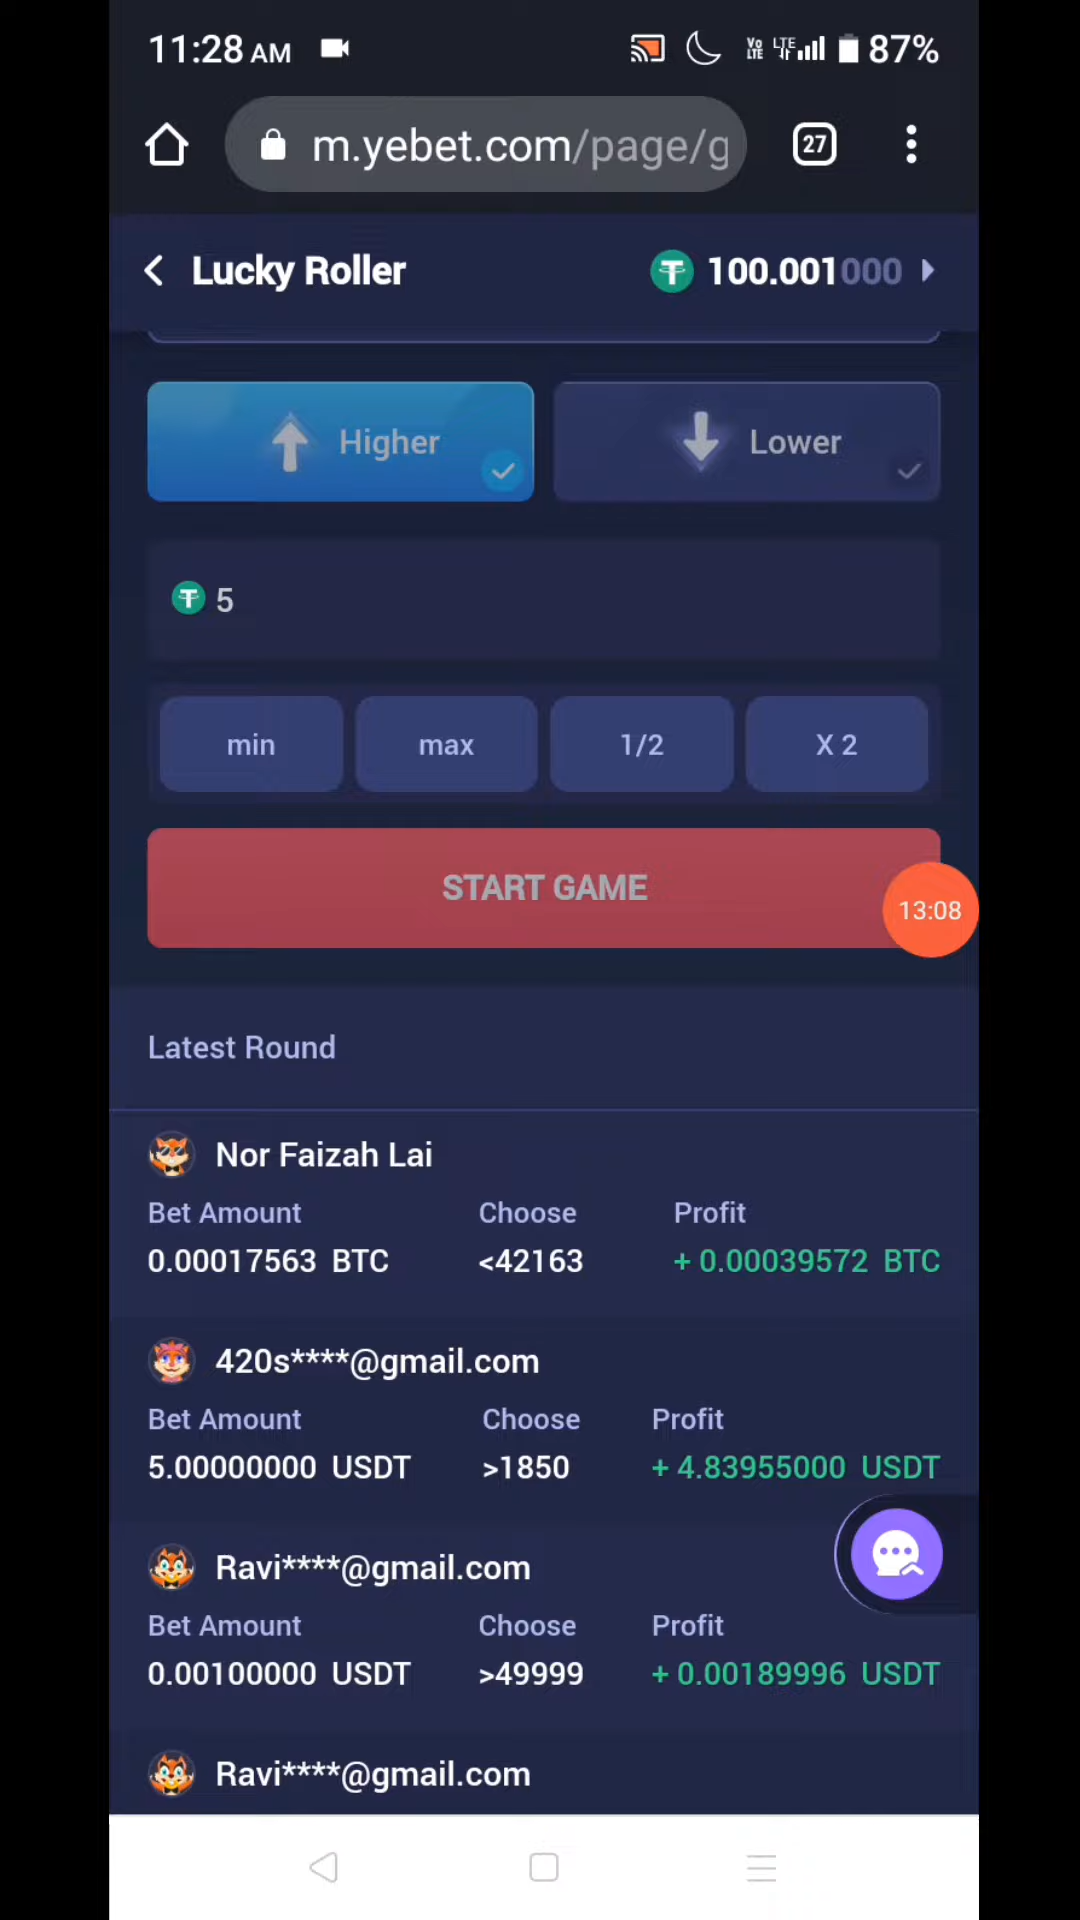 11:28 AM 87%
m.yebet.com/page/g 27
Lucky Roller 100.001000
Higher Lower
5
min max 1/2 X 2
START GAME
13:08
Latest Round
Nor Faizah Lai
Bet Amount Choose Profit
0.00017563 BTC <42163 + 0.00039572 BTC
420s****@gmail.com
Bet Amount Choose Profit
5.00000000 USDT >1850 + 4.83955000 USDT
Ravi****@gmail.com
Bet Amount Choose Profit
0.00100000 USDT >49999 + 0.00189996 USDT
Ravi****@gmail.com